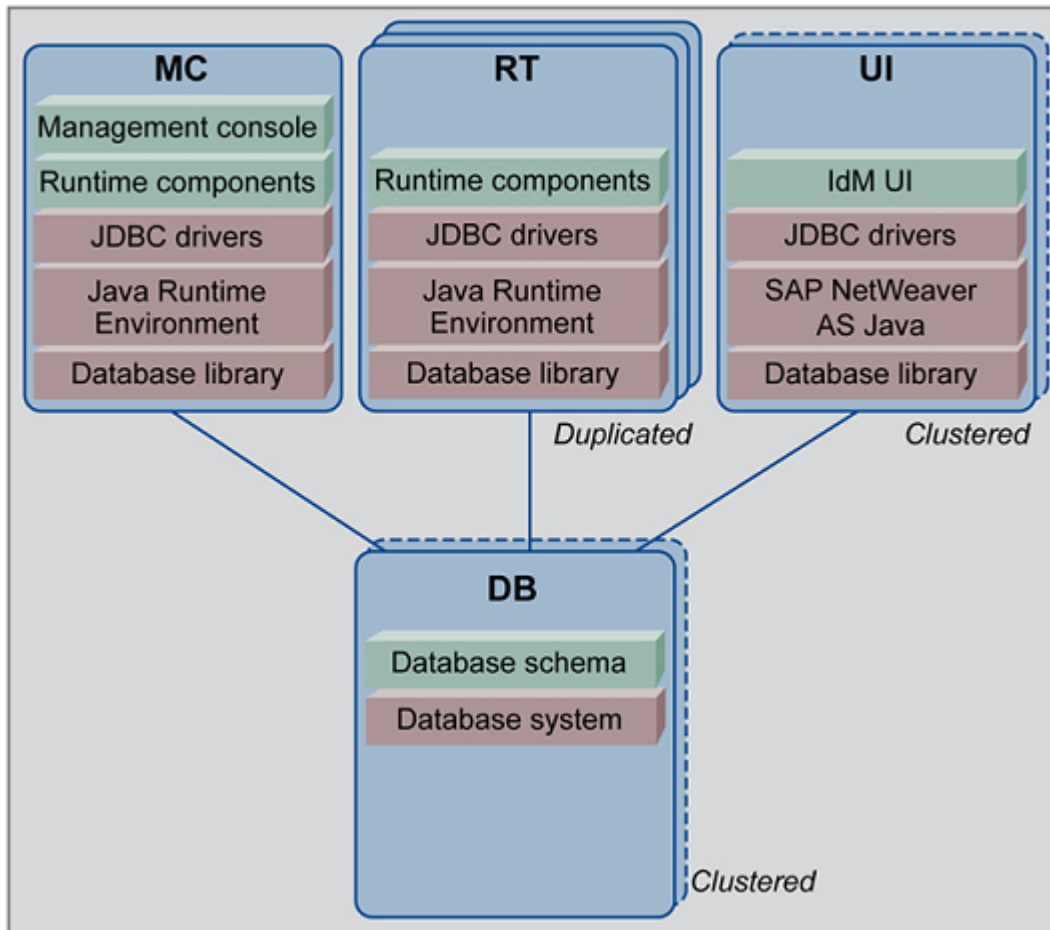 MC
Management console
Runtime components
JDBC drivers
Java Runtime
Environment
Database library
RT
Runtime components
JDBC drivers
Java Runtime
Environment
Database library
Duplicated
UI
IdM UI
JDBC drivers
SAP NetWeaver
AS Java
Database library
Clustered
DB
Database schema
Database system
Clustered